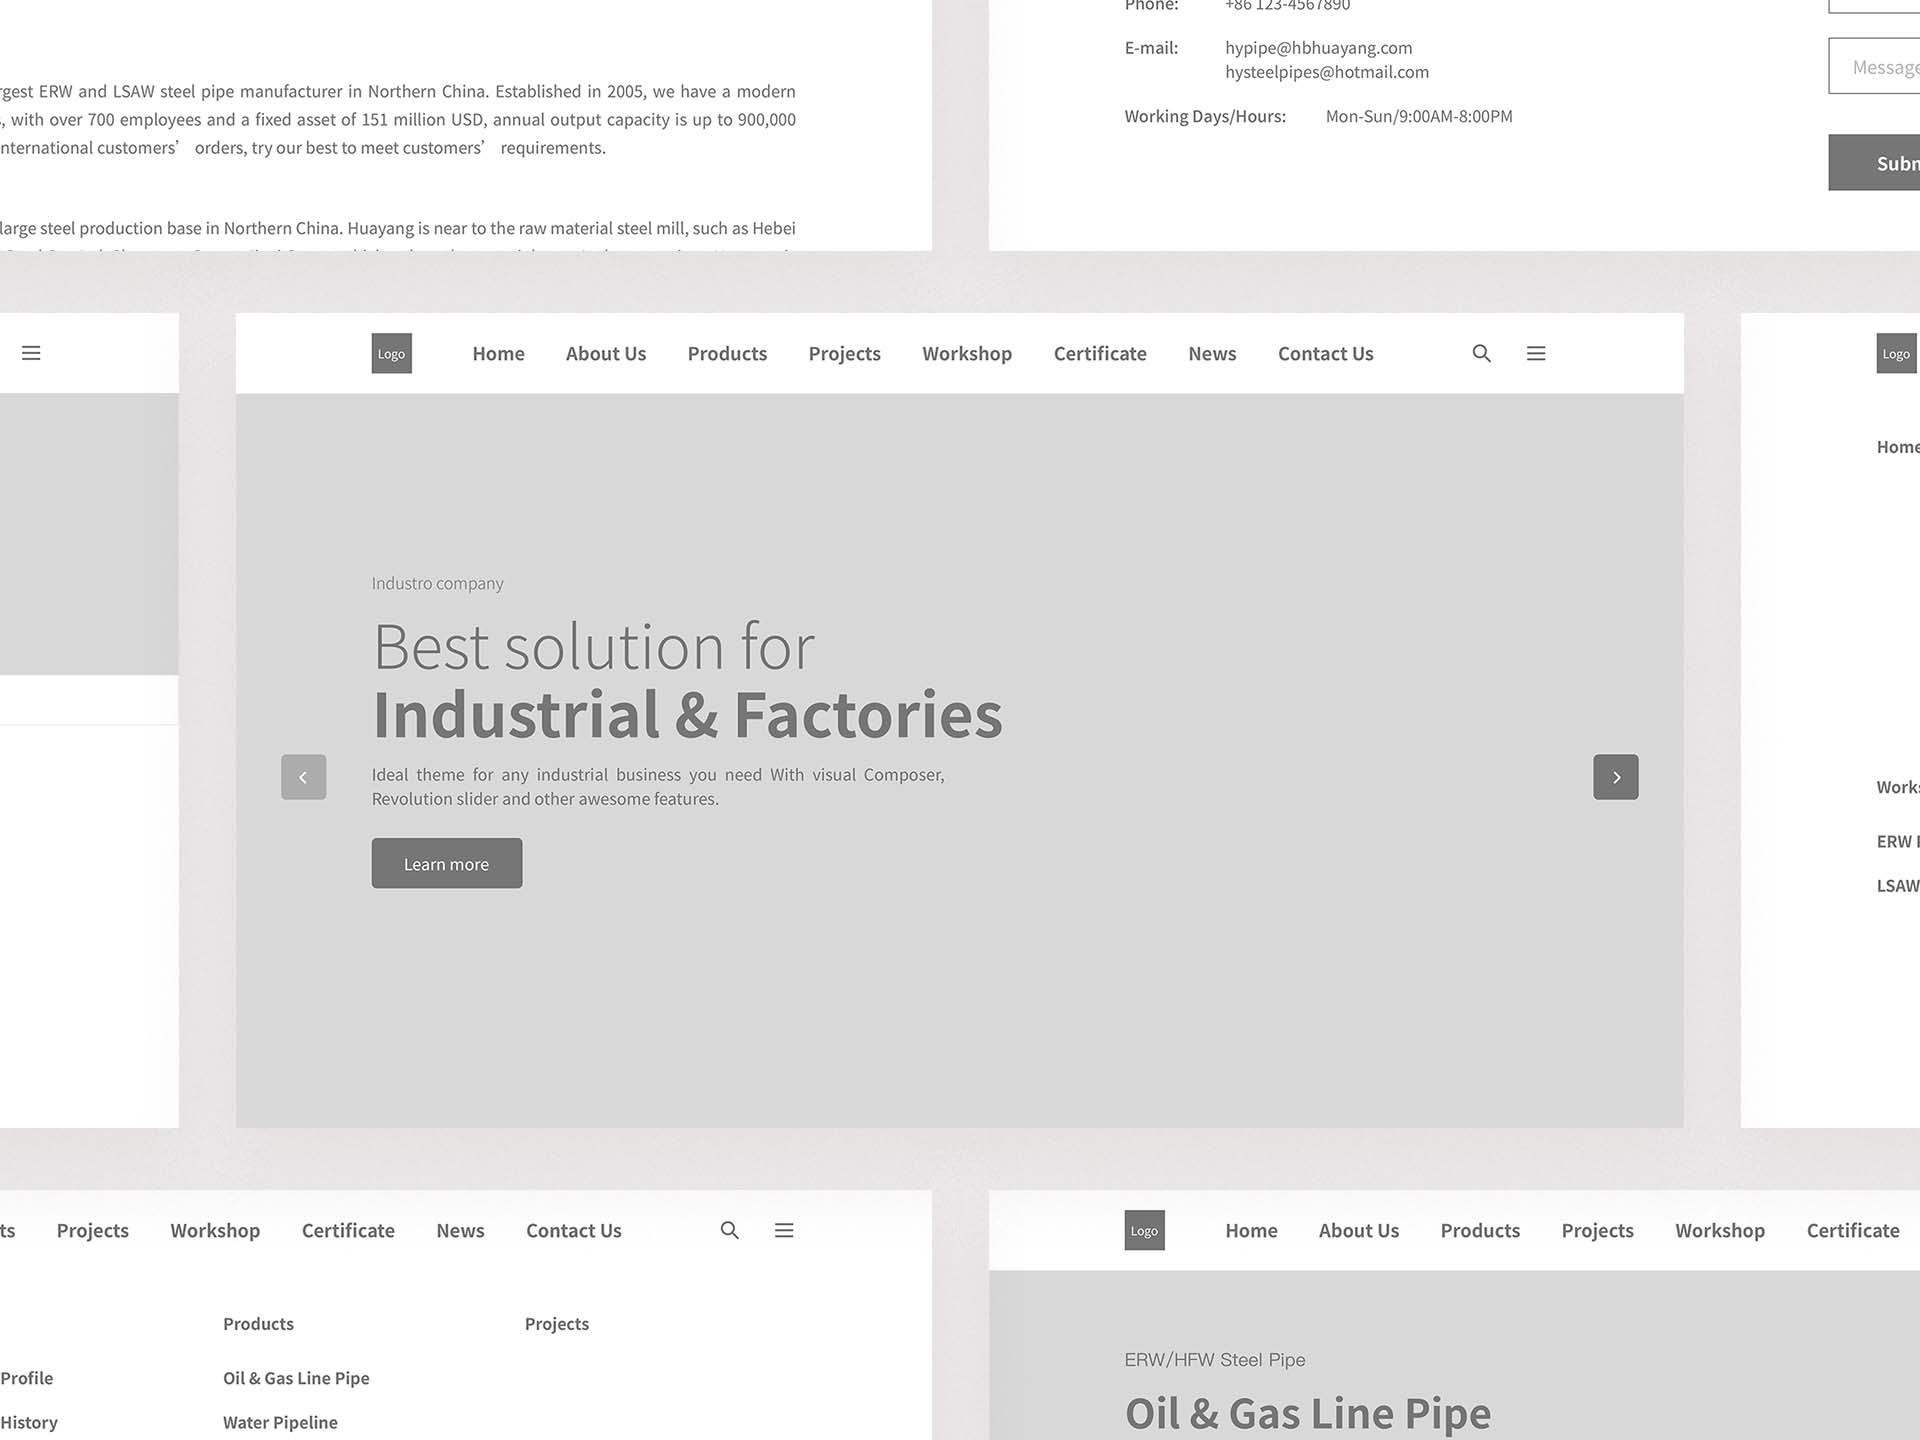 rgest ERW and LSAW steel pipe manufacturer in Northern China. Established in 2005, we have a modern
, with over 700 employees and a fixed asset of 151 million USD, annual output capacity is up to 900,000
nternational customers’ orders, try our best to meet customers’ requirements.
large steel production base in Northern China. Huayang is near to the raw material steel mill, such as Hebei
Phone: +86 123-4567890
E-mail: hypipe@hbhuayang.com
hysteelpipes@hotmail.com
Working Days/Hours: Mon-Sun/9:00AM-8:00PM
Message
Subm
Logo Home About Us Products Projects Workshop Certificate News Contact Us
Industro company
Best solution for
Industrial & Factories
Ideal theme for any industrial business you need With visual Composer,
Revolution slider and other awesome features.
Learn more
Logo
Home
Works
ERW
LSAW
ts Projects Workshop Certificate News Contact Us
Products Projects
Profile Oil & Gas Line Pipe
History Water Pipeline
Logo Home About Us Products Projects Workshop Certificate
ERW/HFW Steel Pipe
Oil & Gas Line Pipe